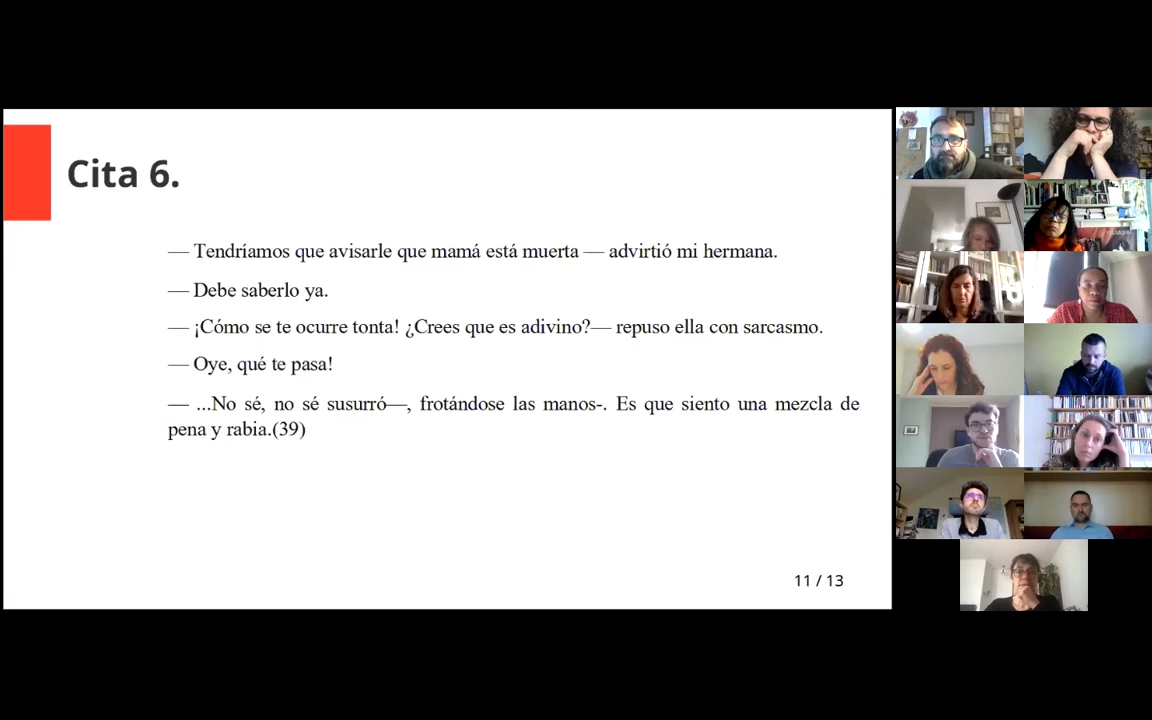 Cita 6.
— Tendríamos que avisarle que mamá está muerta — advirtió mi hermana.
— Debe saberlo ya.
— ¡Cómo se te ocurre tonta! ¿Crees que es adivino?— repuso ella con sarcasmo.
— Oye, qué te pasa!
— ...No sé, no sé susurró—, frotándose las manos-. Es que siento una mezcla de
pena y rabia.(39)
11 / 13